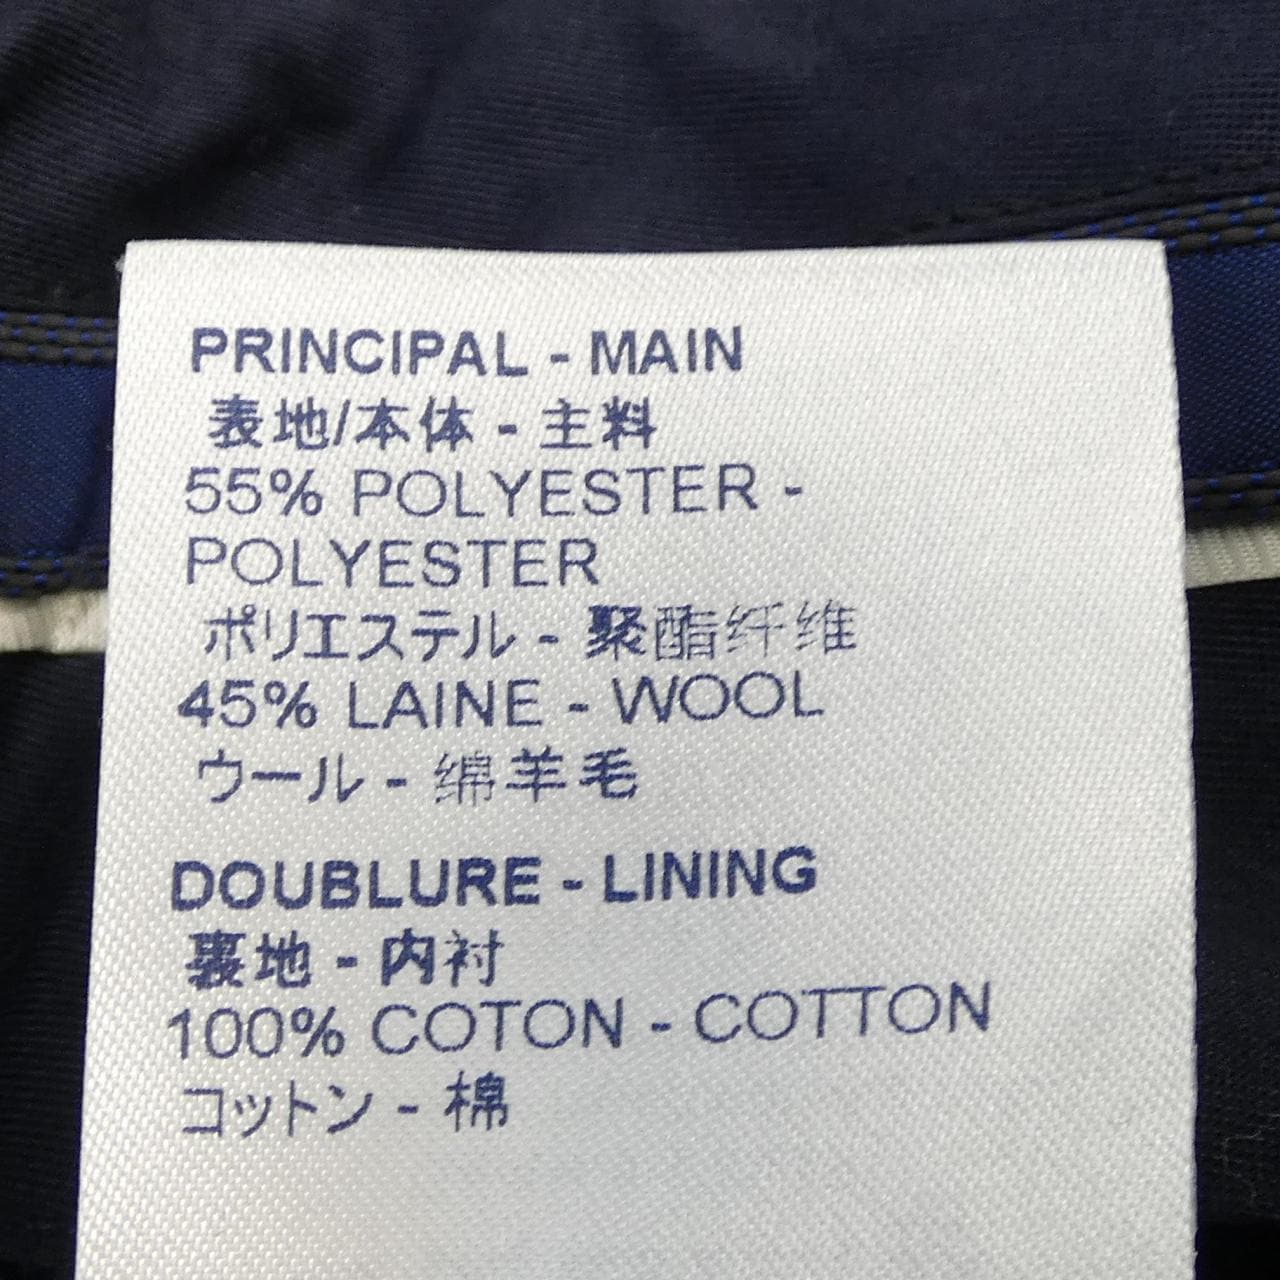 PRINCIPAL - MAIN
表地/本体 - 主料
55% POLYESTER -
POLYESTER
ポリエステル - 聚酯纤维
45% LAINE - WOOL
ウール - 绵羊毛
DOUBLURE - LINING
裏地 - 内衬
100% COTON - COTTON
コットン - 棉